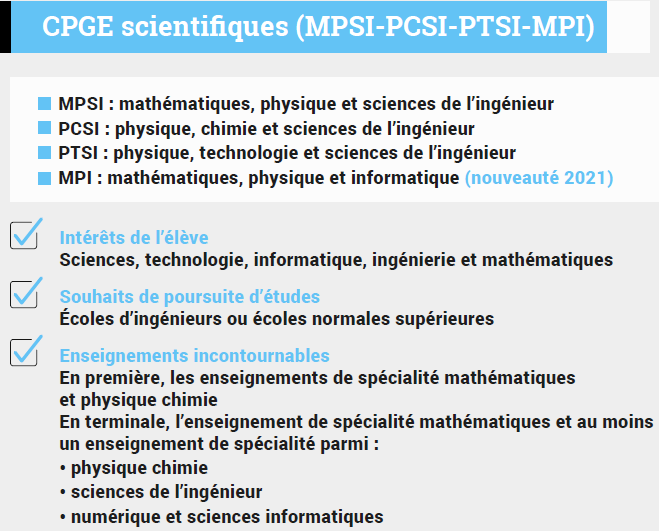 CPGE scientifiques (MPSI-PCSI-PTSI-MPI)
MPSI : mathématiques, physique et sciences de l'ingénieur
PCSI : physique, chimie et sciences de l'ingénieur
PTSI : physique, technologie et sciences de l'ingénieur
MPI : mathématiques, physique et informatique (nouveauté 2021)
Intérêts de l'élève
Sciences, technologie, informatique, ingénierie et mathématiques
Souhaits de poursuite d'études
Écoles d'ingénieurs ou écoles normales supérieures
Enseignements incontournables
En première, les enseignements de spécialité mathématiques
et physique chimie
En terminale, l'enseignement de spécialité mathématiques et au moins
un enseignement de spécialité parmi :
• physique chimie
• sciences de l'ingénieur
• numérique et sciences informatiques